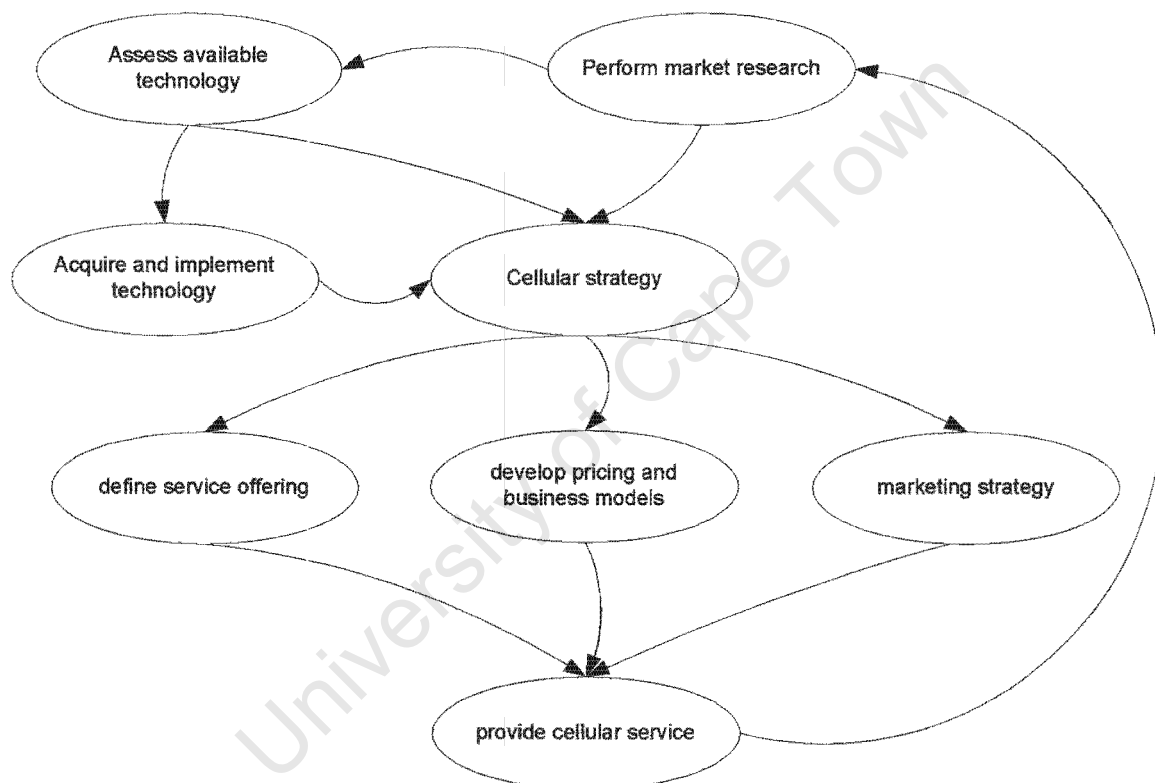 Assess available
technology
Perform market research
Acquire and implement
technology
Cellular strategy
define service offering
develop pricing and
business models
marketing strategy
provide cellular service
University of Cape Town